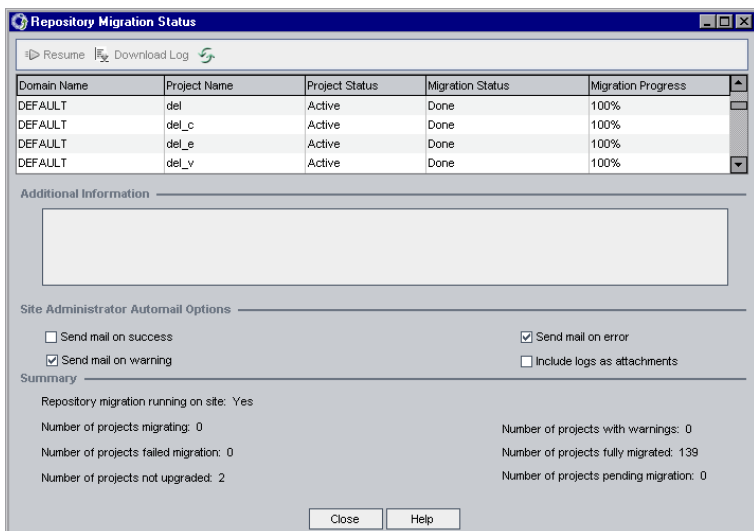 Repository Migration Status
Resume Download Log
Domain Name Project Name Project Status Migration Status Migration Progress
DEFAULT del Active Done 100%
DEFAULT del_c Active Done 100%
DEFAULT del_e Active Done 100%
DEFAULT del_v Active Done 100%
Additional Information
Site Administrator Automail Options
Send mail on success Send mail on error
Send mail on warning Include logs as attachments
Summary
Repository migration running on site: Yes
Number of projects migrating: 0 Number of projects with warnings: 0
Number of projects failed migration: 0 Number of projects fully migrated: 139
Number of projects not upgraded: 2 Number of projects pending migration: 0
Close Help